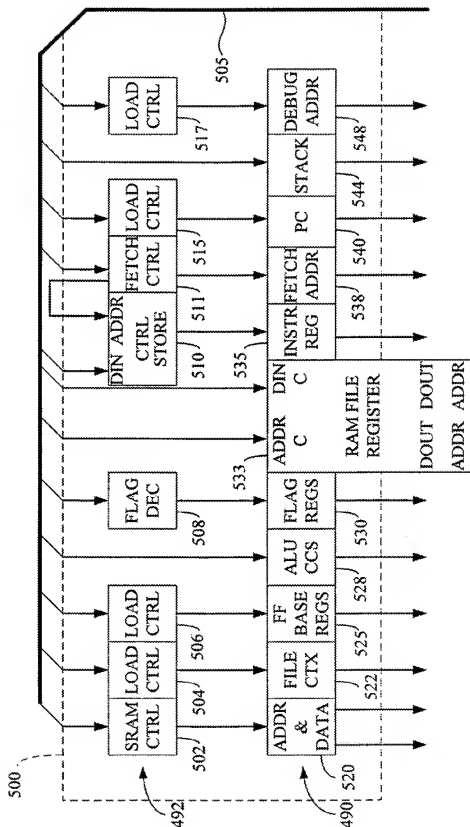 500
505
SRAM
CTRL
502
LOAD
CTRL
504
LOAD
CTRL
506
FLAG
DEC
508
DIN ADDR
CTRL
STORE
510
FETCH
CTRL
511
LOAD
CTRL
515
LOAD
CTRL
517
492
ADDR
&
DATA
520
FILE
CTX
522
FF
BASE
REGS
525
ALU
CCS
528
FLAG
REGS
530
533
ADDR DIN
C C
RAM FILE
REGISTER
DOUT DOUT
ADDR ADDR
535
INSTR
REG
FETCH
ADDR
538
PC
540
STACK
544
DEBUG
ADDR
548
490